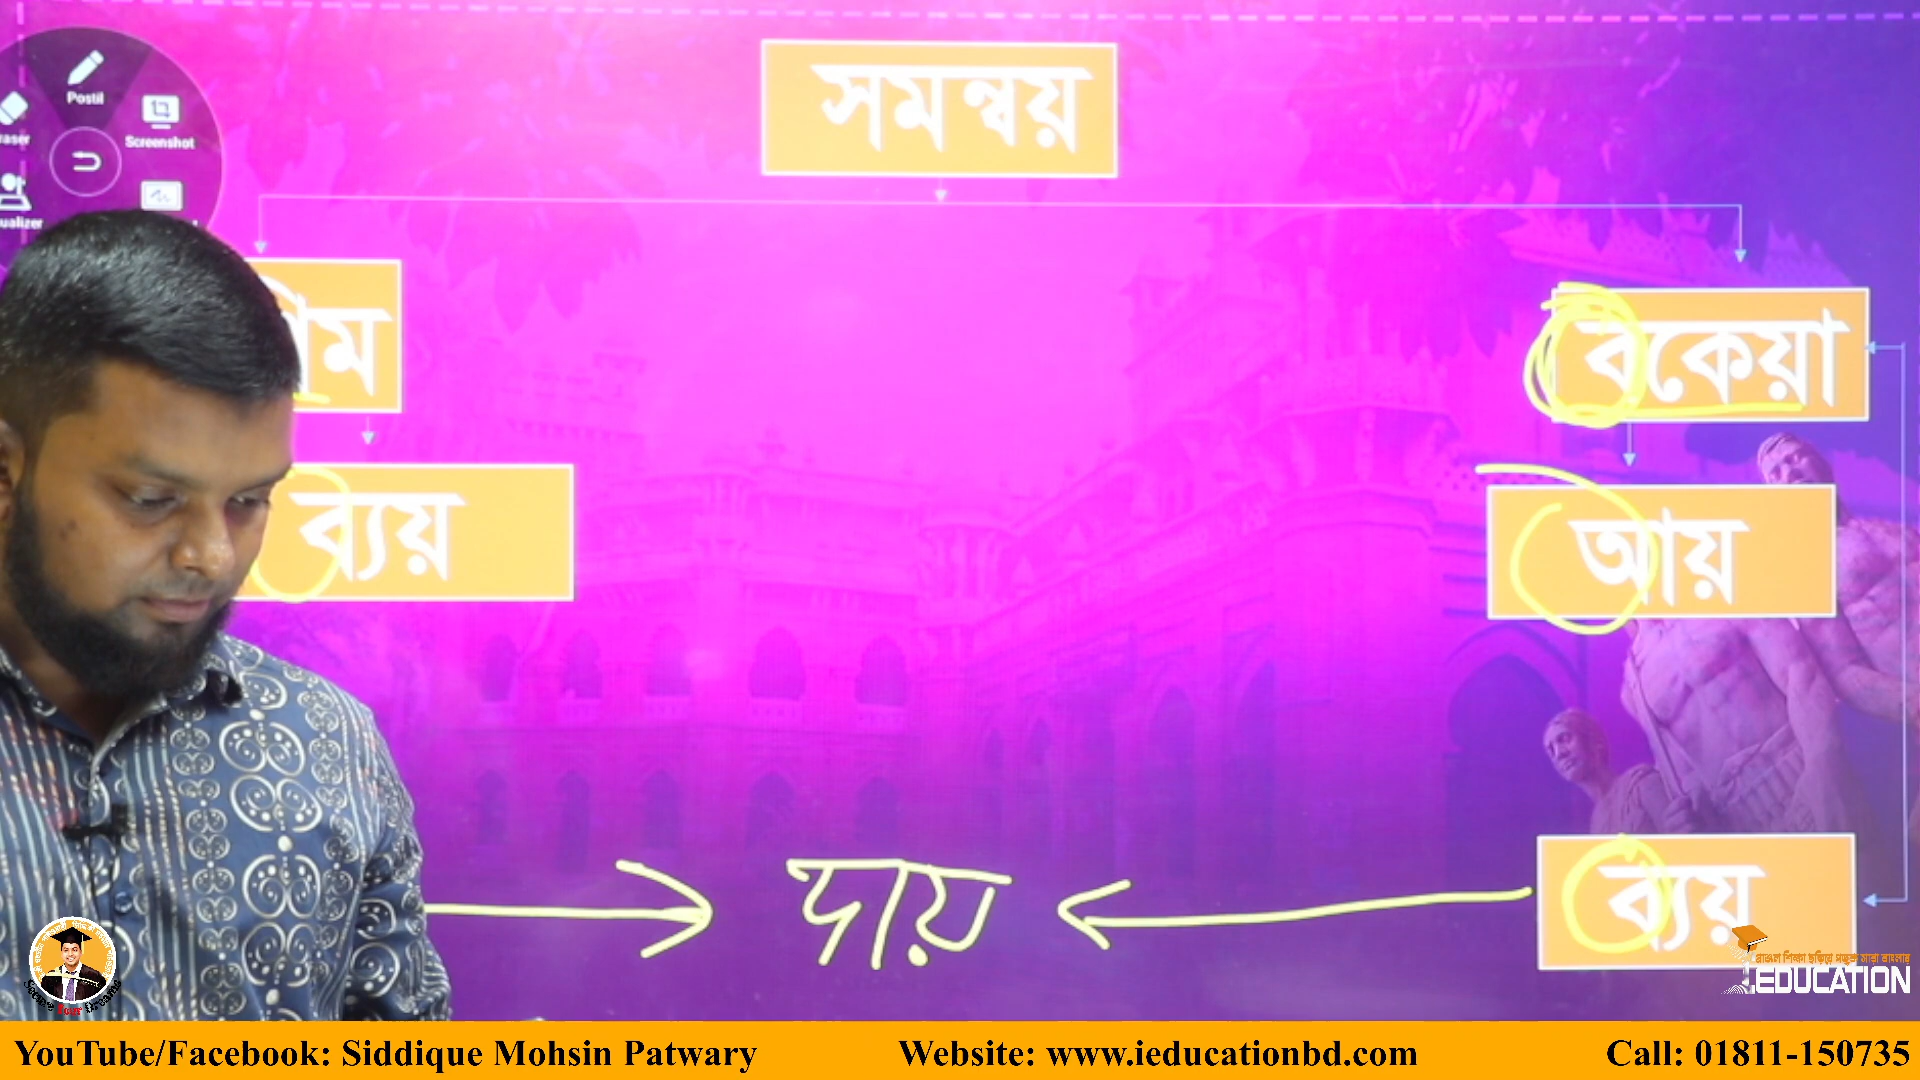 Postil
Screenshot
সমন্বয়
বকেয়া
ব্যয়
আয়
দায়
ব্যয়
EDUCATION
YouTube/Facebook: Siddique Mohsin Patwary
Website: www.ieducationbd.com
Call: 01811-150735